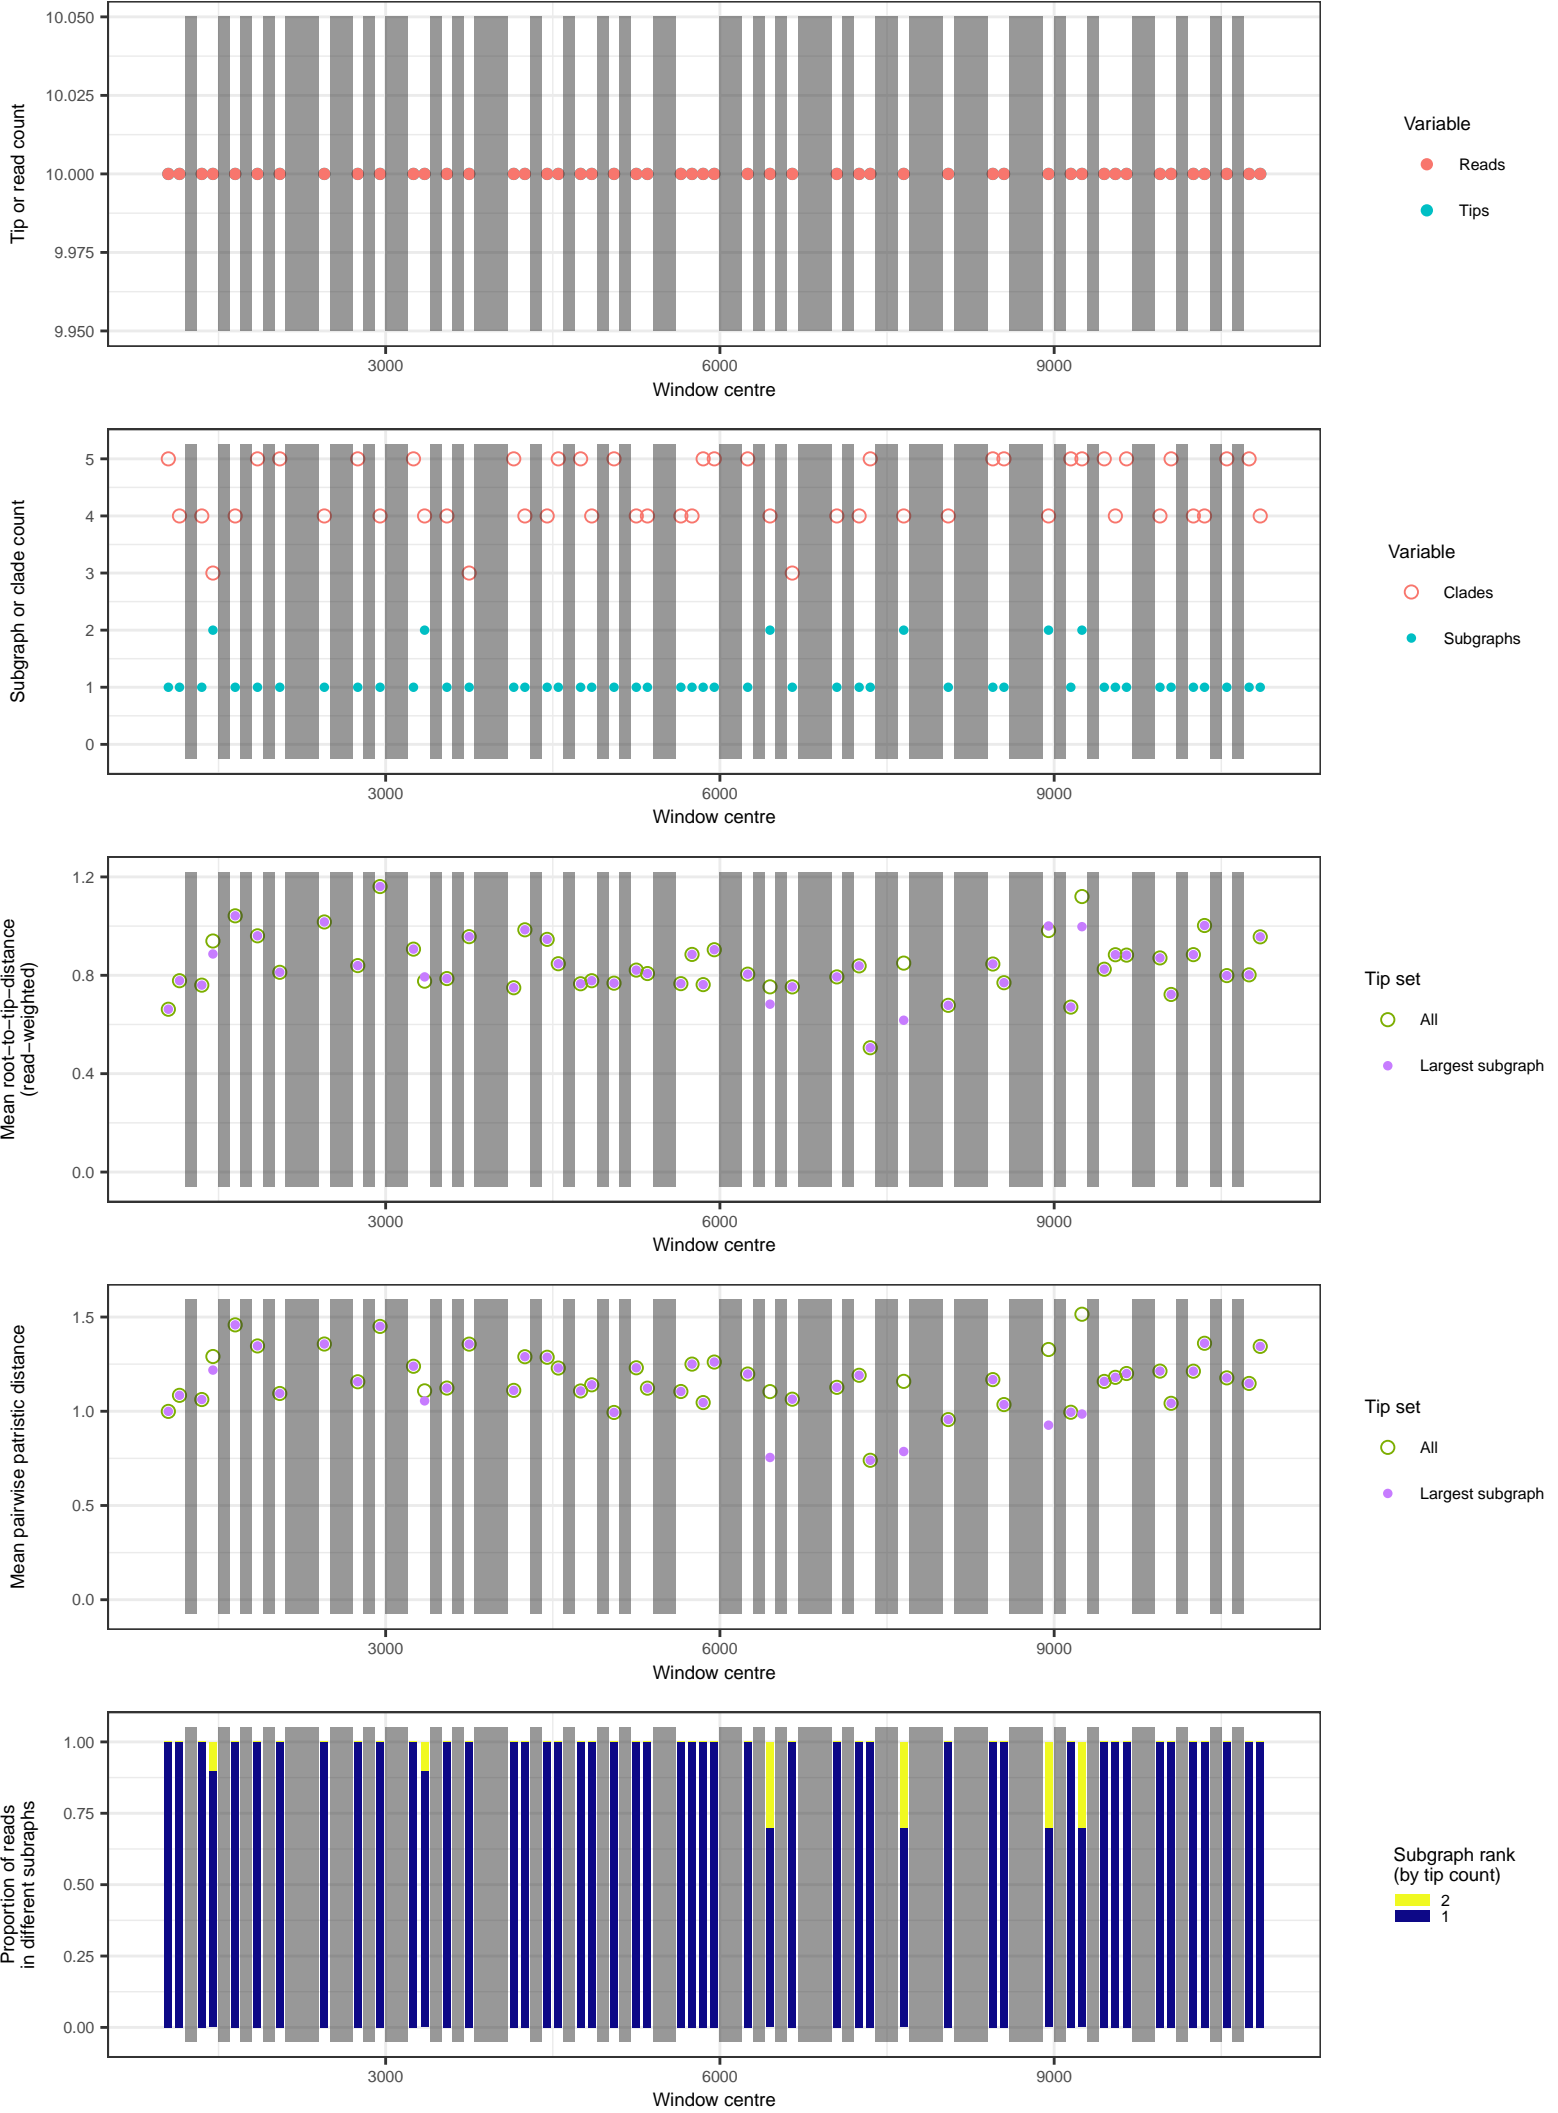 10.050
10.025
10.000
9.975
9.950
Tip or read count
3000
6000
9000
Window centre
Variable
Reads
Tips
5
4
3
2
1
0
Subgraph or clade count
3000
6000
9000
Window centre
Variable
Clades
Subgraphs
1.2
0.8
0.4
0.0
Mean root−to−tip−distance
(read−weighted)
3000
6000
9000
Window centre
Tip set
All
Largest subgraph
1.5
1.0
0.5
0.0
Mean pairwise patristic distance
3000
6000
9000
Window centre
Tip set
All
Largest subgraph
1.00
0.75
0.50
0.25
0.00
Proportion of reads
in different subraphs
3000
6000
9000
Window centre
Subgraph rank
(by tip count)
2
1